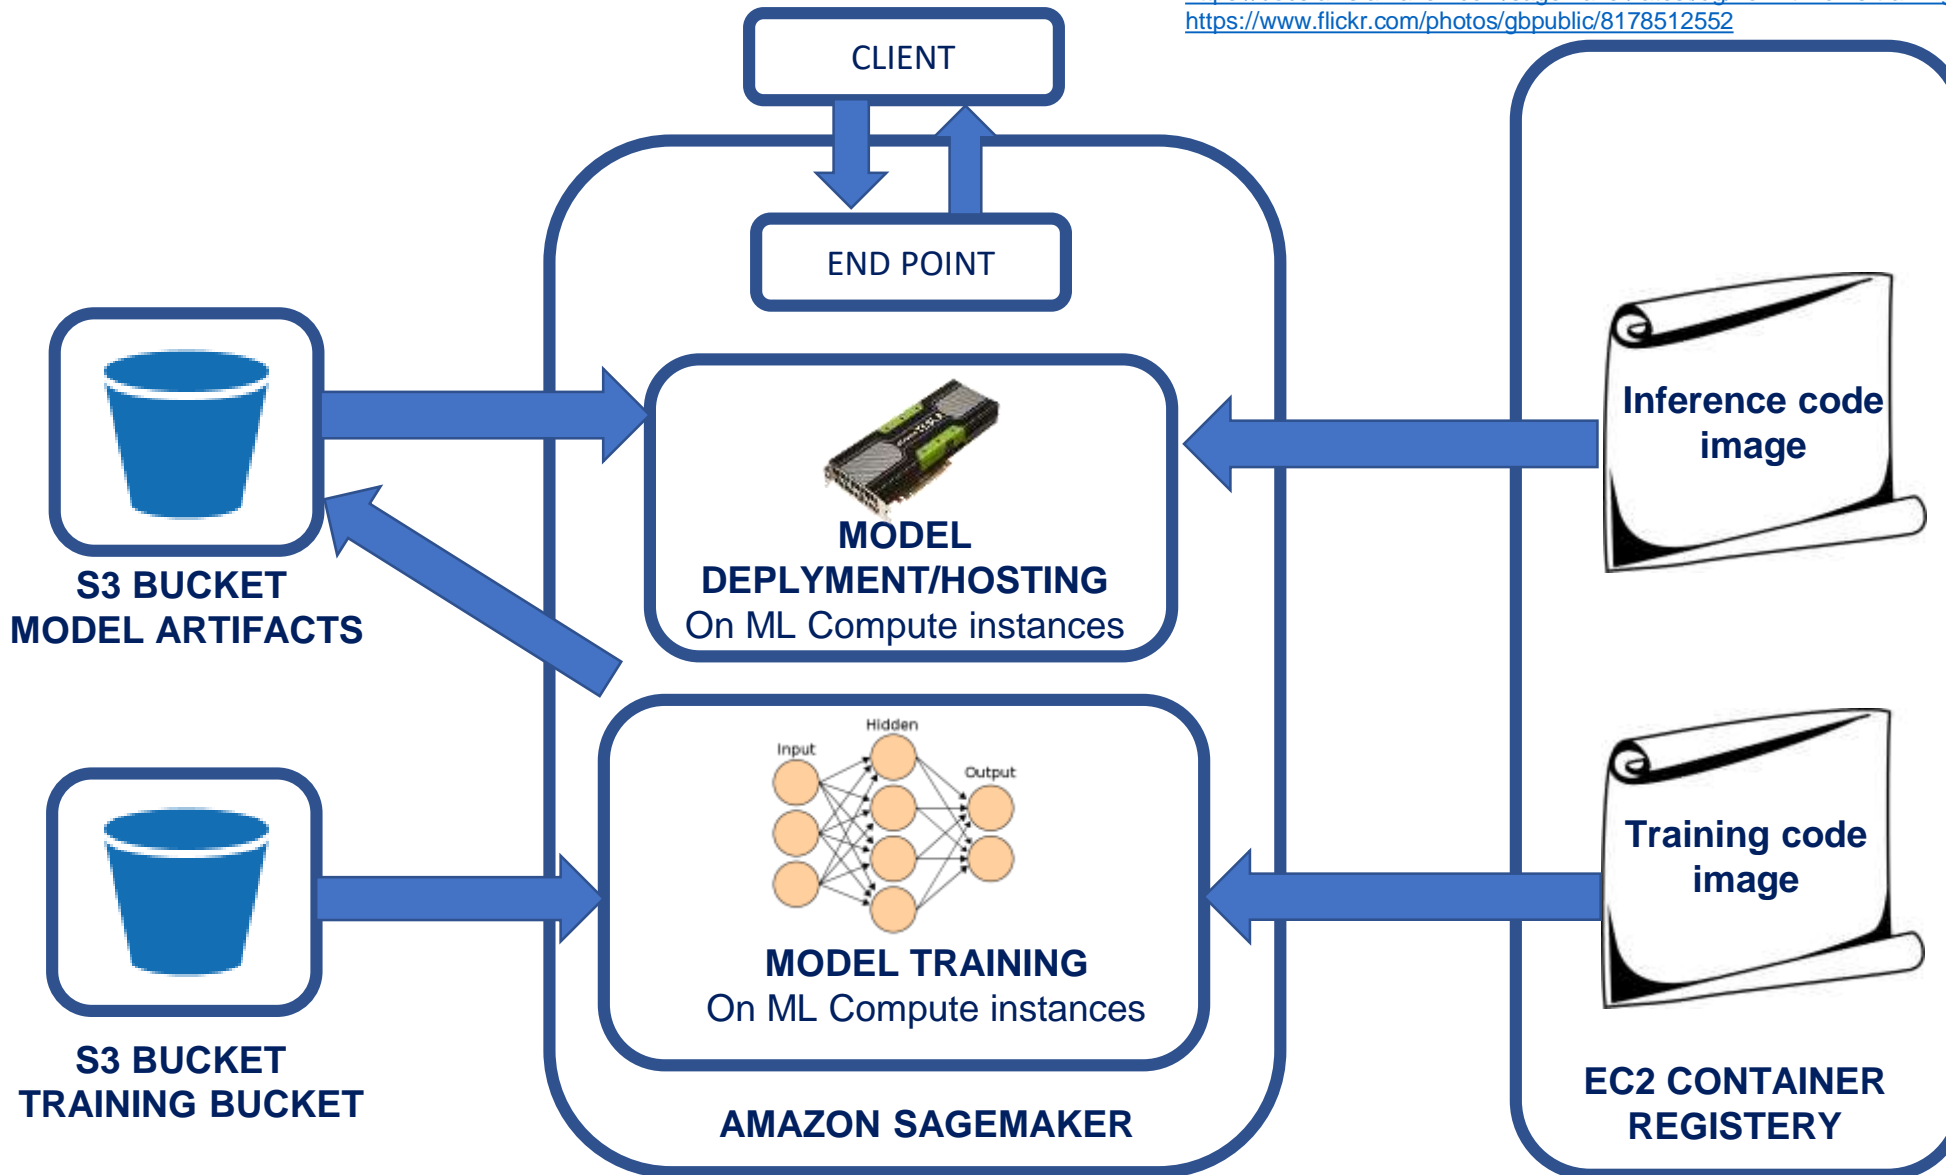 https://www.flickr.com/photos/gbpublic/8178512552
CLIENT
END POINT
Inference code
image
MODEL
DEPLYMENT/HOSTING
On ML Compute instances
S3 BUCKET
MODEL ARTIFACTS
Hidden
Input
Output
Training code
image
MODEL TRAINING
On ML Compute instances
S3 BUCKET
TRAINING BUCKET
EC2 CONTAINER
REGISTERY
AMAZON SAGEMAKER